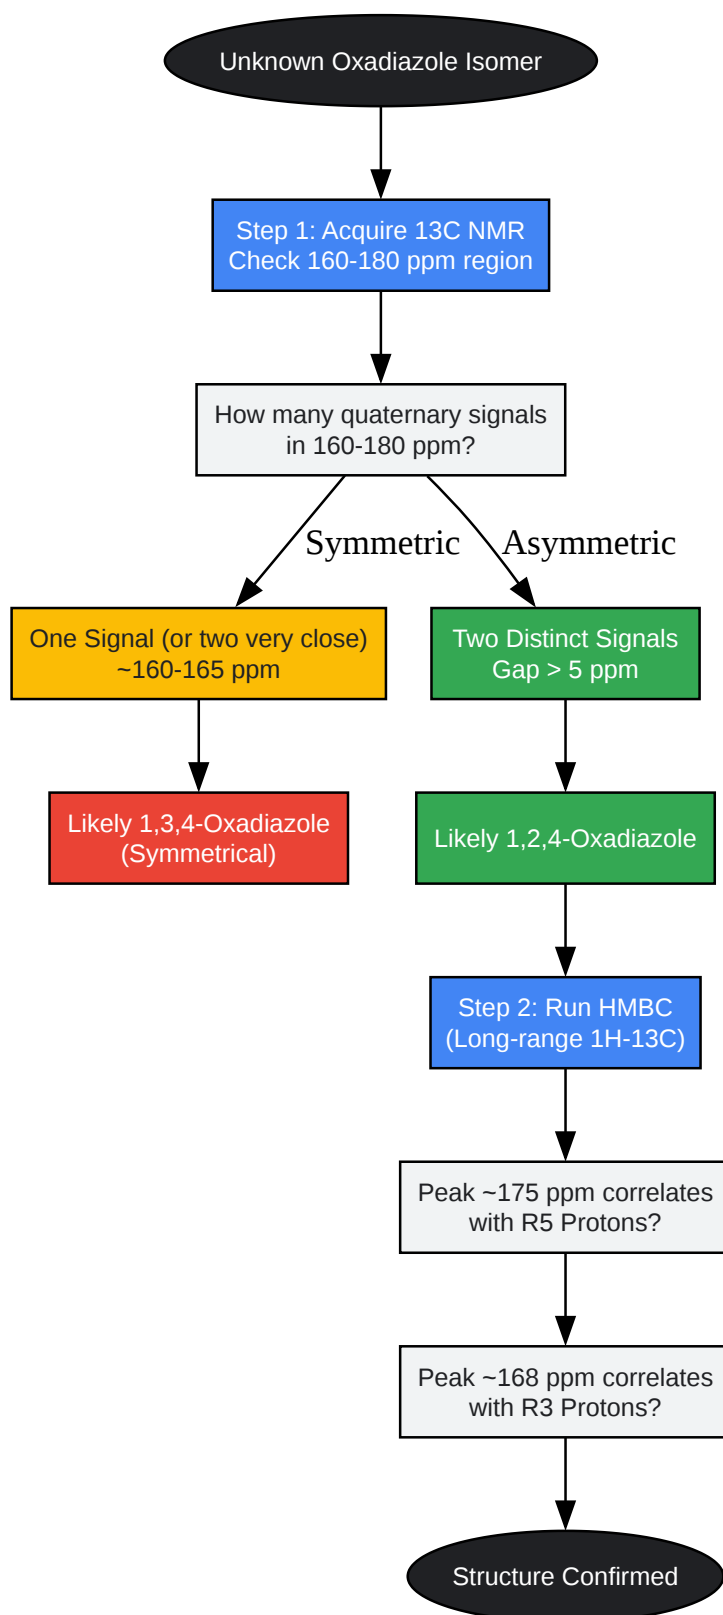 Unknown Oxadiazole Isomer
Step 1: Acquire 13C NMR
Check 160-180 ppm region
How many quaternary signals
in 160-180 ppm?
Symmetric
Asymmetric
One Signal (or two very close)
~160-165 ppm
Two Distinct Signals
Gap > 5 ppm
Likely 1,3,4-Oxadiazole
(Symmetrical)
Likely 1,2,4-Oxadiazole
Step 2: Run HMBC
(Long-range 1H-13C)
Peak ~175 ppm correlates
with R5 Protons?
Peak ~168 ppm correlates
with R3 Protons?
Structure Confirmed